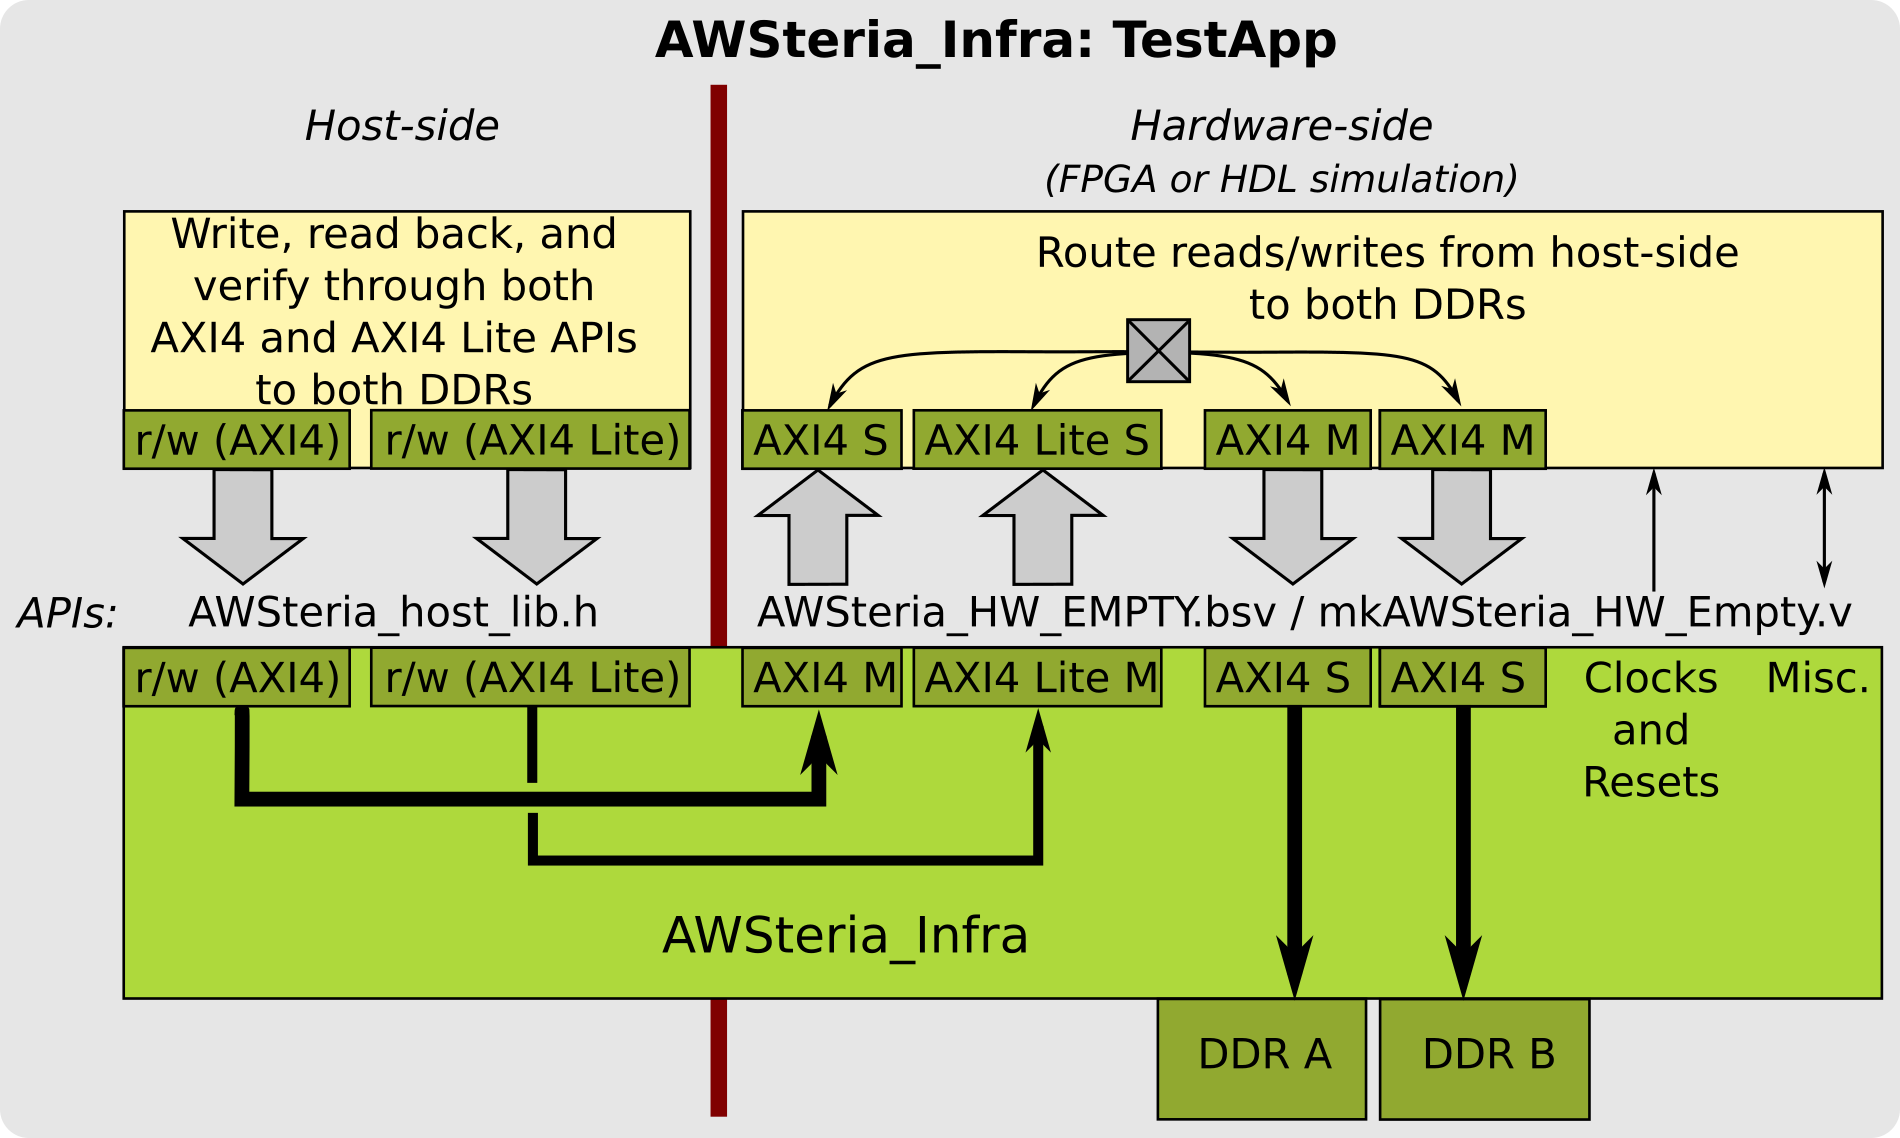 AWSteria_Infra: TestApp
Host-side
Hardware-side
(FPGA or HDL simulation)
Write, read back, and
verify through both
AXI4 and AXI4 Lite APIs
to both DDRs
Route reads/writes from host-side
to both DDRs
r/w (AXI4)
r/w (AXI4 Lite)
AXI4 S
AXI4 Lite S
AXI4 M
AXI4 M
APIs:
AWSteria_host_lib.h
AWSteria_HW_EMPTY.bsv / mkAWSteria_HW_Empty.v
r/w (AXI4)
r/w (AXI4 Lite)
AXI4 M
AXI4 Lite M
AXI4 S
AXI4 S
Clocks
and
Resets
Misc.
AWSteria_Infra
DDR A
DDR B